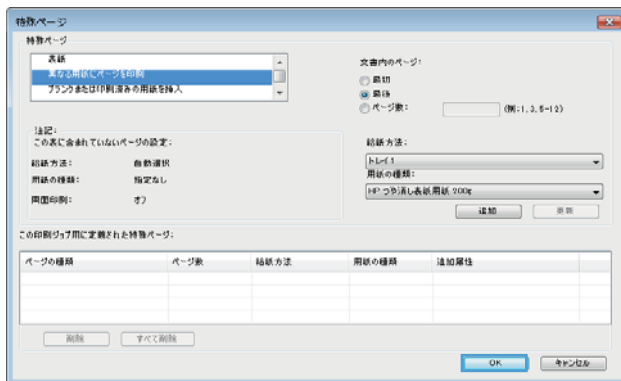 特殊ページ
特殊ページ
表紙
異なる用紙にページを印刷
ブランクまたは印刷済みの用紙を挿入
文書内のページ:
最初
最後
ページ数:
(例:1,3,5-12)
注記:
この表に含まれていないページの設定:
給紙方法: 自動選択
用紙の種類: 指定なし
両面印刷: オフ
給紙方法:
トレイ1
用紙の種類:
HP つや消し表紙用紙 200g
追加 更新
この印刷ジョブ用に定義された特殊ページ:
ページの種類 ページ数 給紙方法 用紙の種類 追加属性
削除 すべて削除
OK キャンセル